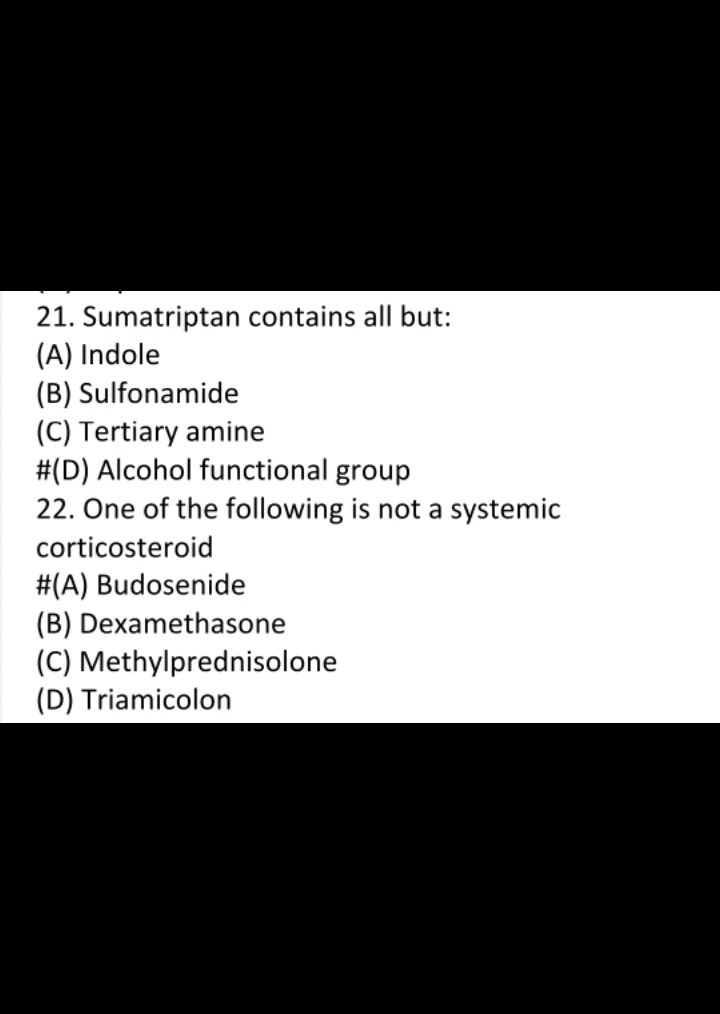 21. Sumatriptan contains all but:
(A) Indole
(B) Sulfonamide
(C) Tertiary amine
#(D) Alcohol functional group
22. One of the following is not a systemic
corticosteroid
#(A) Budosenide
(B) Dexamethasone
(C) Methylprednisolone
(D) Triamicolon